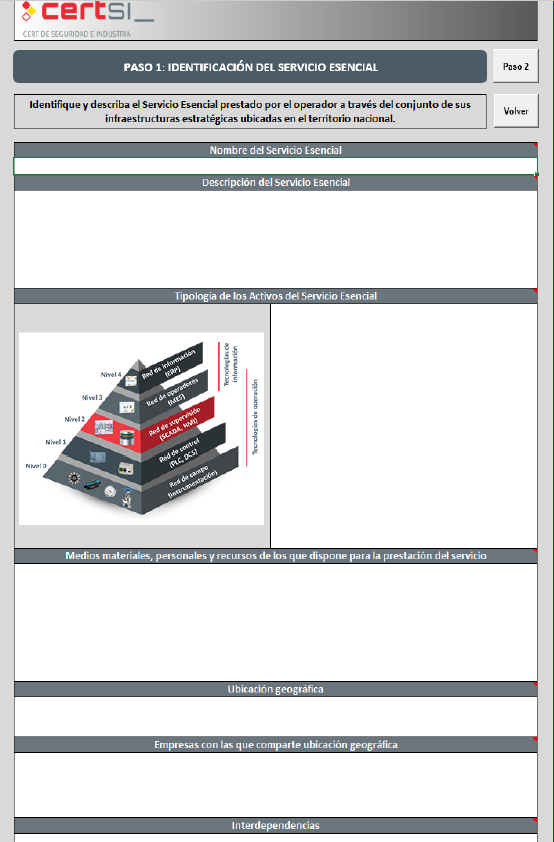 certSI_
CERT DE SEGURIDAD E INDUSTRIA
PASO 1: IDENTIFICACIÓN DEL SERVICIO ESENCIAL
Paso 2
Identifique y describa el Servicio Esencial prestado por el operador a través del conjunto de sus
infraestructuras estratégicas ubicadas en el territorio nacional.
Volver
Nombre del Servicio Esencial
Descripción del Servicio Esencial
Tipología de los Activos del Servicio Esencial
Nivel 4
Red de información
(ERP)
Tecnologías de
información
Nivel 3
Red de operadores
(MES)
Nivel 2
Red de supervisión
(SCADA, HMI)
Tecnologías de operación
Nivel 1
Red de control
(PLC, DCS)
Nivel 0
Red de campo
(instrumentación)
Medios materiales, personales y recursos de los que dispone para la prestación del servicio
Ubicación geográfica
Empresas con las que comparte ubicación geográfica
Interdependencias